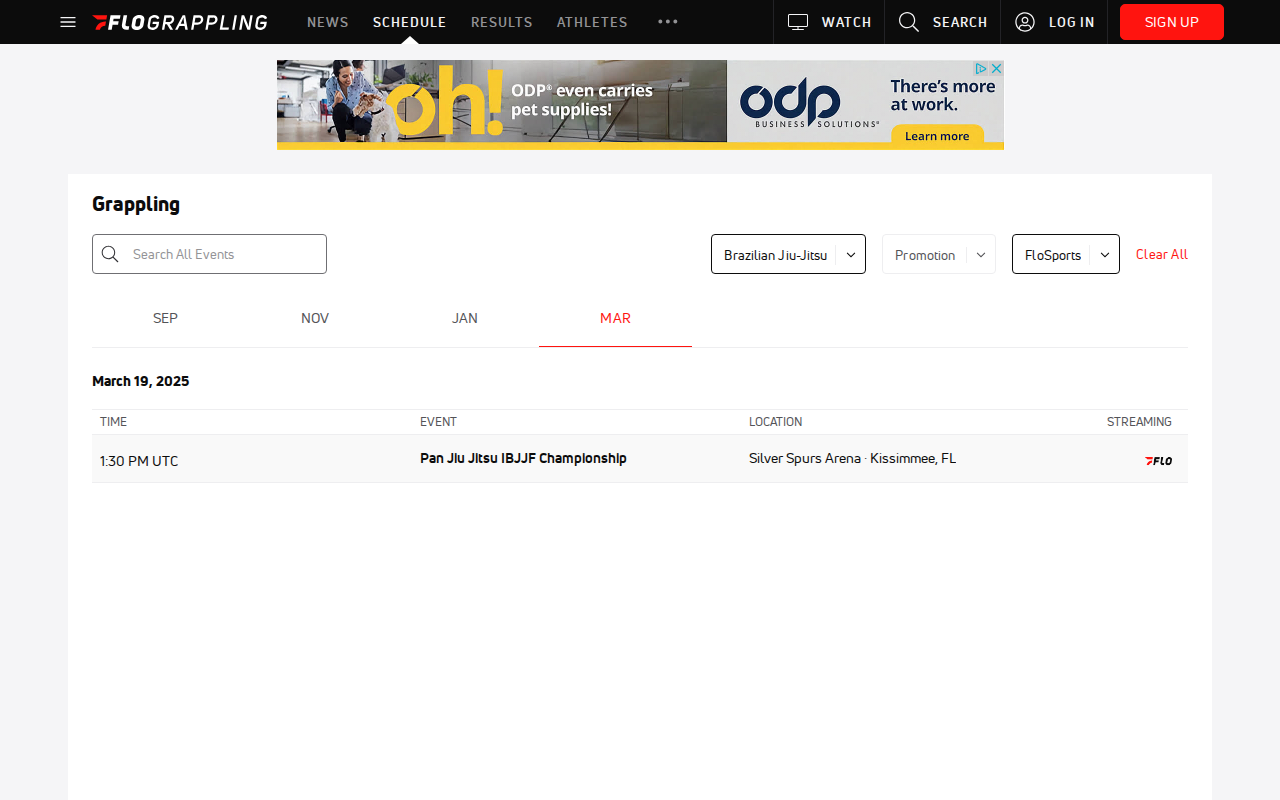 FLOGRAPPLING NEWS SCHEDULE RESULTS ATHLETES ••• WATCH SEARCH LOG IN SIGN UP
oh! ODP® even carries pet supplies!
odp BUSINESS SOLUTIONS®
There's more
at work.
Learn more
Grappling
Search All Events Brazilian Jiu-Jitsu Promotion FloSports Clear All
SEP NOV JAN MAR
March 19, 2025
TIME EVENT LOCATION STREAMING
1:30 PM UTC Pan Jiu Jitsu IBJJF Championship Silver Spurs Arena · Kissimmee, FL FLO